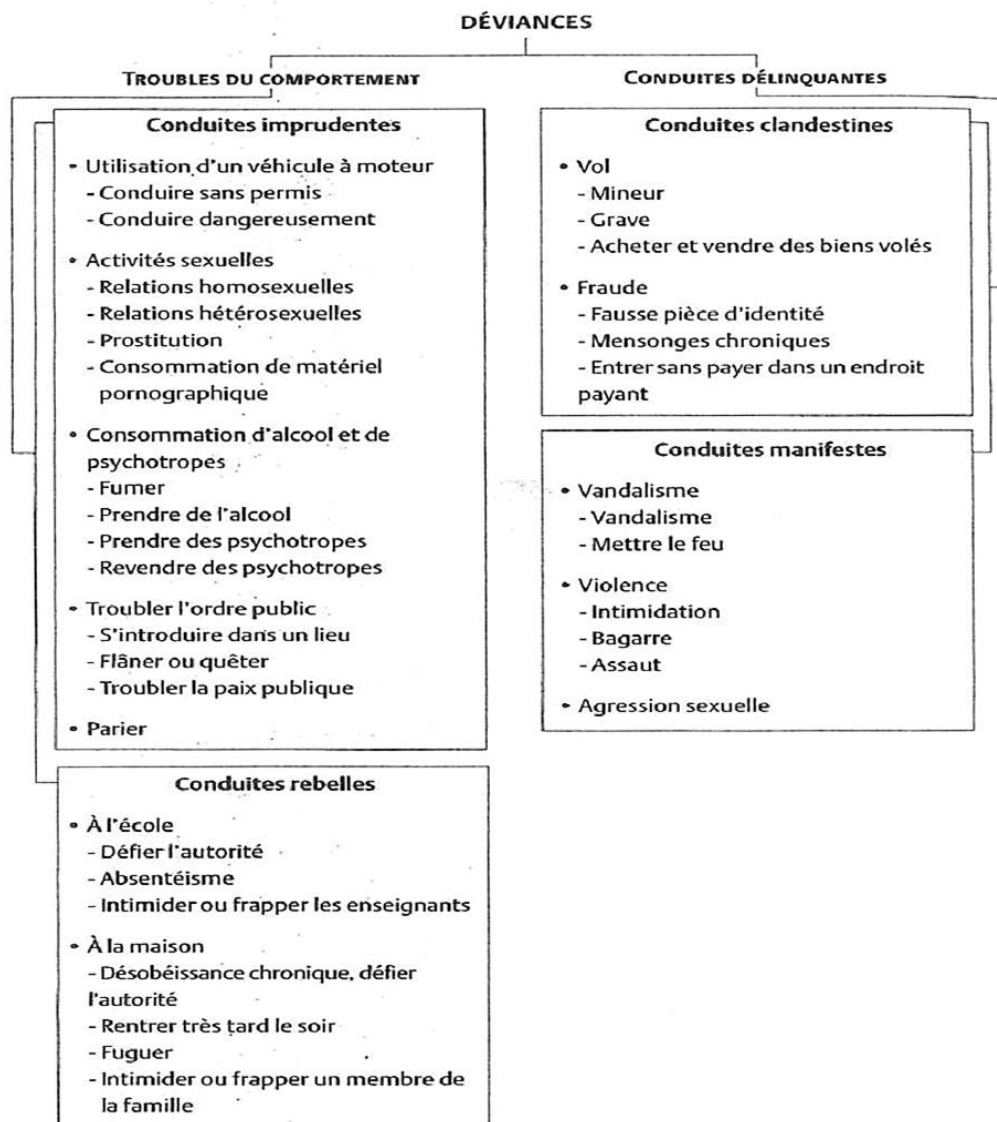 DÉVIANCES
TROUBLES DU COMPORTEMENT
Conduites imprudentes
• Utilisation d'un véhicule à moteur
- Conduire sans permis
- Conduire dangereusement
• Activités sexuelles
- Relations homosexuelles
- Relations hétérosexuelles
- Prostitution
- Consommation de matériel
pornographique
• Consommation d'alcool et de
psychotropes
- Fumer
- Prendre de l'alcool
- Prendre des psychotropes
- Revendre des psychotropes
• Troubler l'ordre public
- S'introduire dans un lieu
- Flâner ou quêter
- Troubler la paix publique
• Parier
Conduites rebelles
• À l'école
- Défier l'autorité
- Absentéisme
- Intimider ou frapper les enseignants
• À la maison
- Désobéissance chronique, défier
l'autorité
- Rentrer très tard le soir
- Fuguer
- Intimider ou frapper un membre de
la famille
CONDUITES DÉLINQUANTES
Conduites clandestines
• Vol
- Mineur
- Grave
- Acheter et vendre des biens volés
• Fraude
- Fausse pièce d'identité
- Mensonges chroniques
- Entrer sans payer dans un endroit
payant
Conduites manifestes
• Vandalisme
- Vandalisme
- Mettre le feu
• Violence
- Intimidation
- Bagarre
- Assaut
• Agression sexuelle